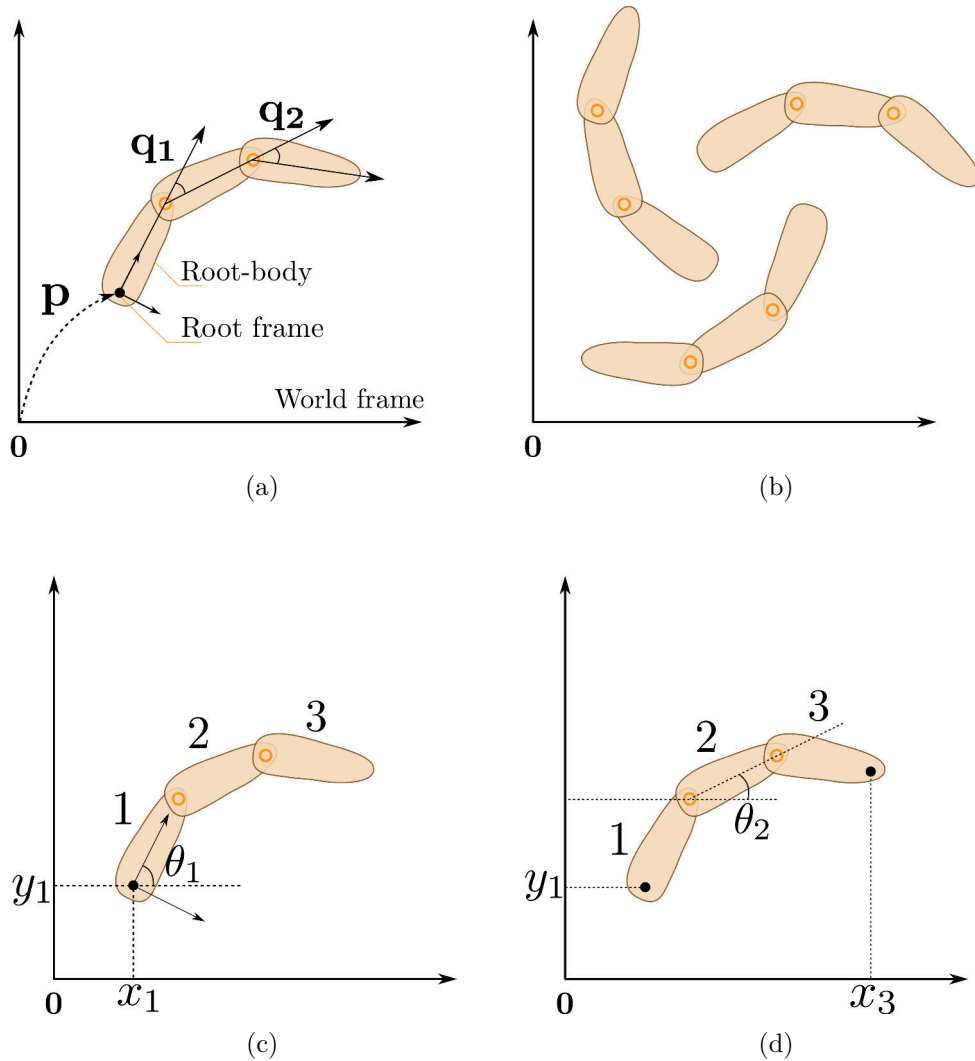 q₁
q₂
Root-body
p
Root frame
World frame
0
0
(a)
(b)
3
2
1
θ₁
y₁
0
x₁
3
2
θ₂
1
y₁
0
x₃
(c)
(d)